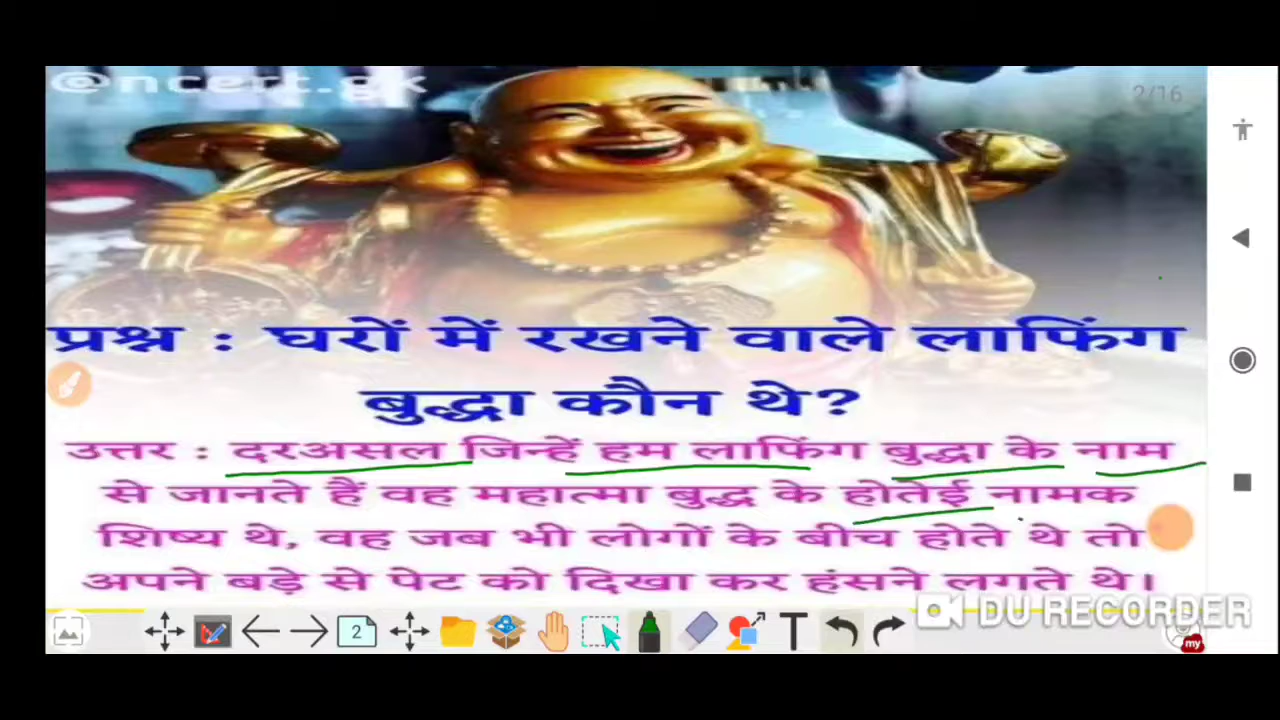 @ncert.gk
2/16
प्रश्न : घरों में रखने वाले लाफिंग
बुद्धा कौन थे?
उत्तर : दरअसल जिन्हें हम लाफिंग बुद्धा के नाम
से जानते हैं वह महात्मा बुद्ध के होतेई नामक
शिष्य थे, वह जब भी लोगों के बीच होते थे तो
अपने बड़े से पेट को दिखा कर हंसने लगते थे।
2
T
DU RECORDER
my